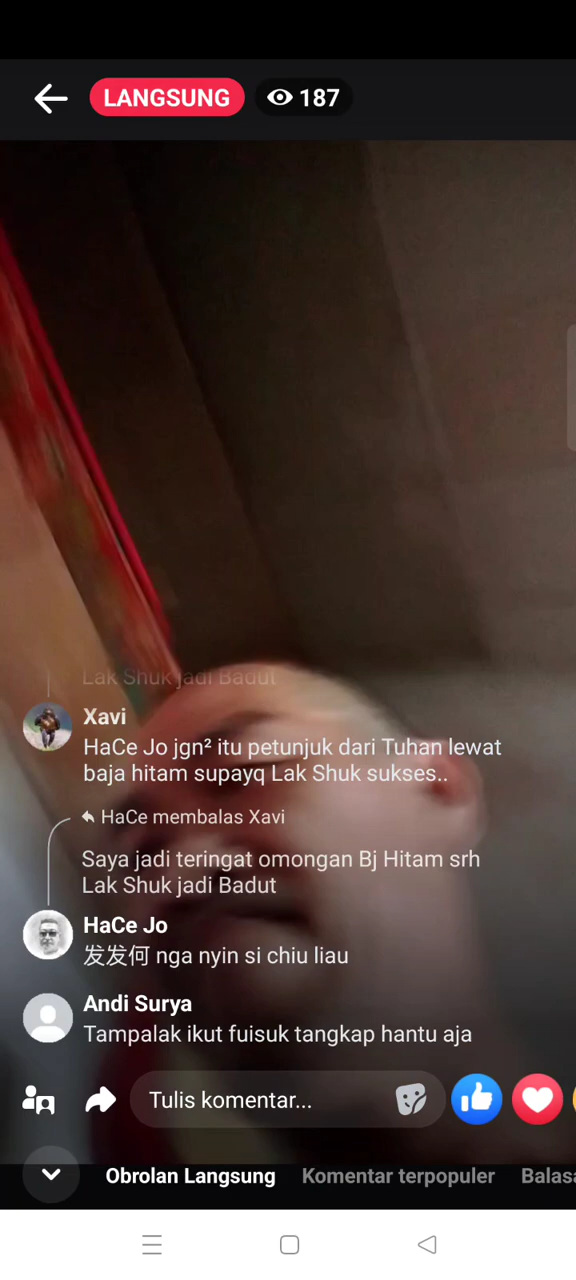 LANGSUNG
187
Lak Shuk jadi Badut
Xavi
HaCe Jo jgn² itu petunjuk dari Tuhan lewat
baja hitam supayq Lak Shuk sukses..
HaCe membalas Xavi
Saya jadi teringat omongan Bj Hitam srh
Lak Shuk jadi Badut
HaCe Jo
发发何 nga nyin si chiu liau
Andi Surya
Tampalak ikut fuisuk tangkap hantu aja
Tulis komentar...
Obrolan Langsung
Komentar terpopuler
Balasa